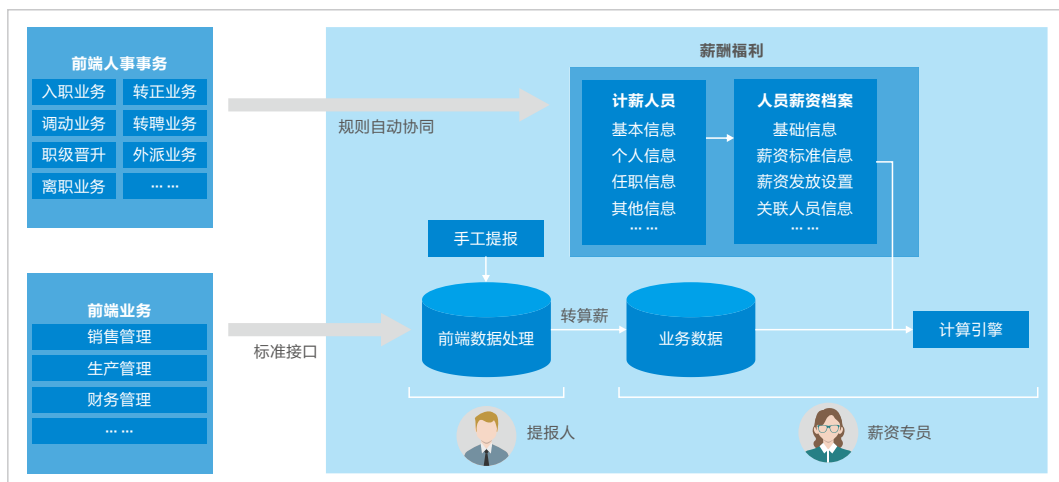 前端人事事务
入职业务 转正业务
调动业务 转聘业务
职级晋升 外派业务
离职业务 … …
规则自动协同
薪酬福利
计薪人员
基本信息
个人信息
任职信息
其他信息
… …
人员薪资档案
基础信息
薪资标准信息
薪资发放设置
关联人员信息
… …
手工提报
前端业务
销售管理
生产管理
财务管理
… …
标准接口
前端数据处理
转算薪
业务数据
计算引擎
提报人
薪资专员